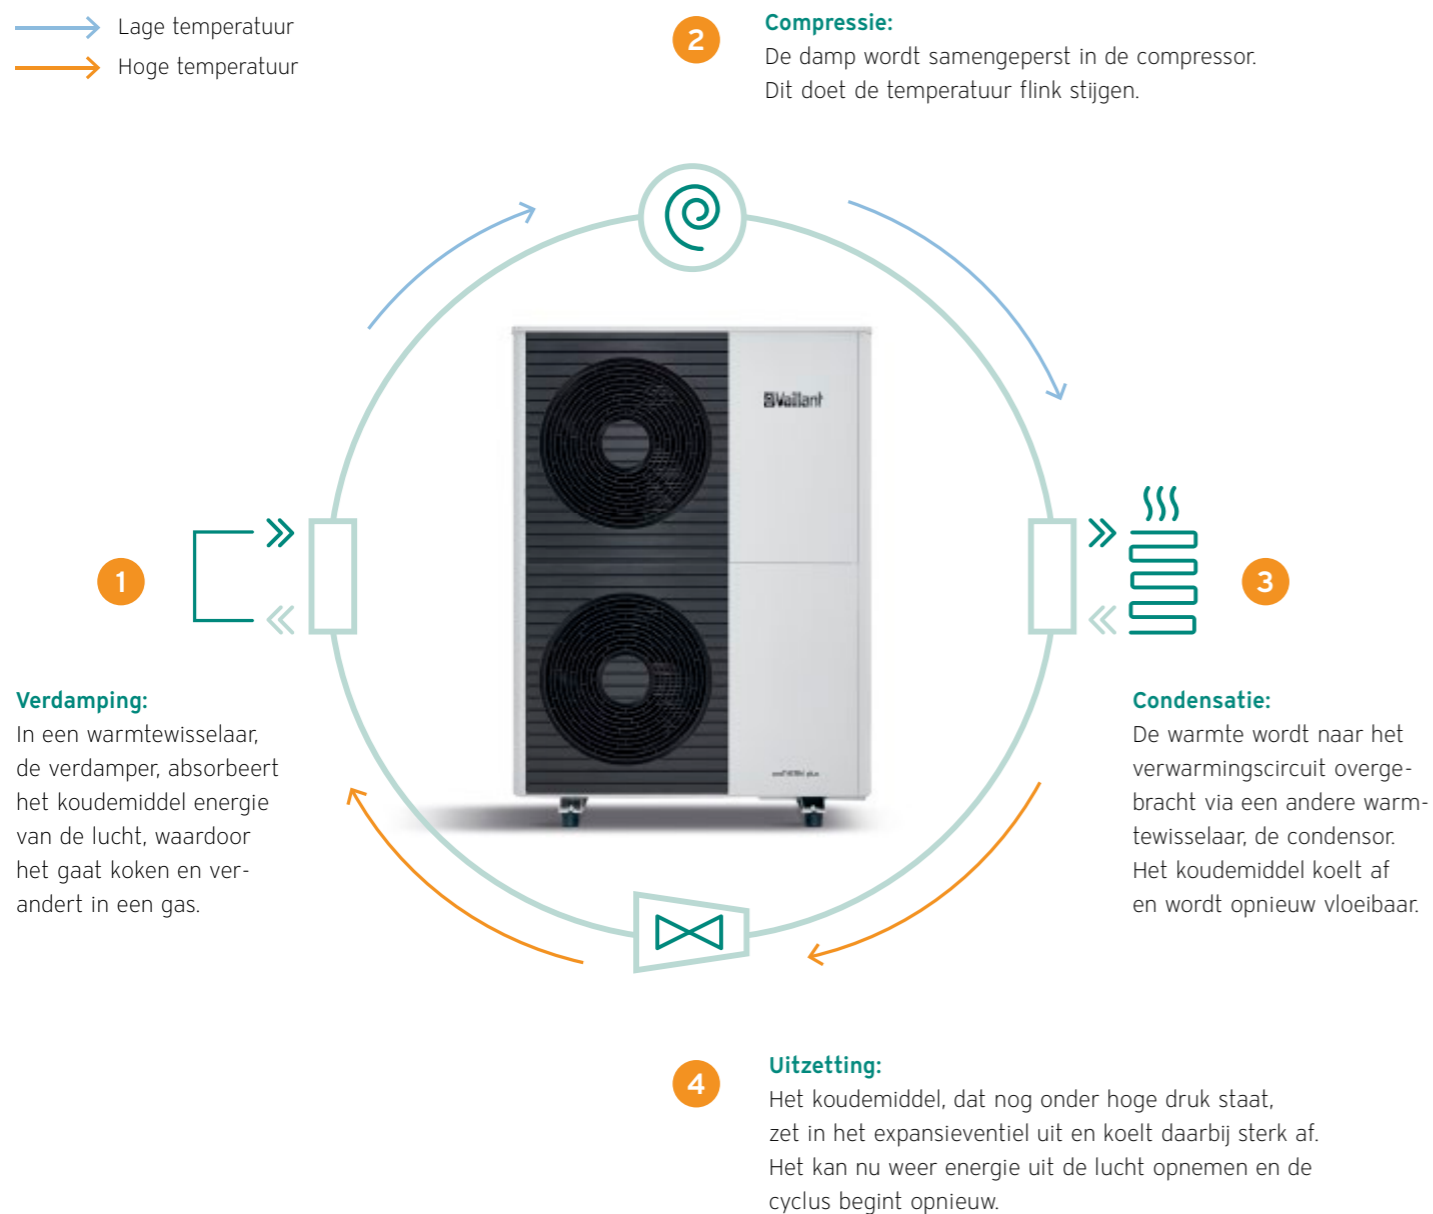 Lage temperatuur
Hoge temperatuur
2
Compressie:
De damp wordt samengeperst in de compressor.
Dit doet de temperatuur flink stijgen.
Vaillant
1
Verdamping:
In een warmtewisselaar,
de verdamper, absorbeert
het koudemiddel energie
van de lucht, waardoor
het gaat koken en ver-
andert in een gas.
3
Condensatie:
De warmte wordt naar het
verwarmingscircuit overge-
bracht via een andere warm-
tewisselaar, de condensor.
Het koudemiddel koelt af
en wordt opnieuw vloeibaar.
4
Uitzetting:
Het koudemiddel, dat nog onder hoge druk staat,
zet in het expansieventiel uit en koelt daarbij sterk af.
Het kan nu weer energie uit de lucht opnemen en de
cyclus begint opnieuw.